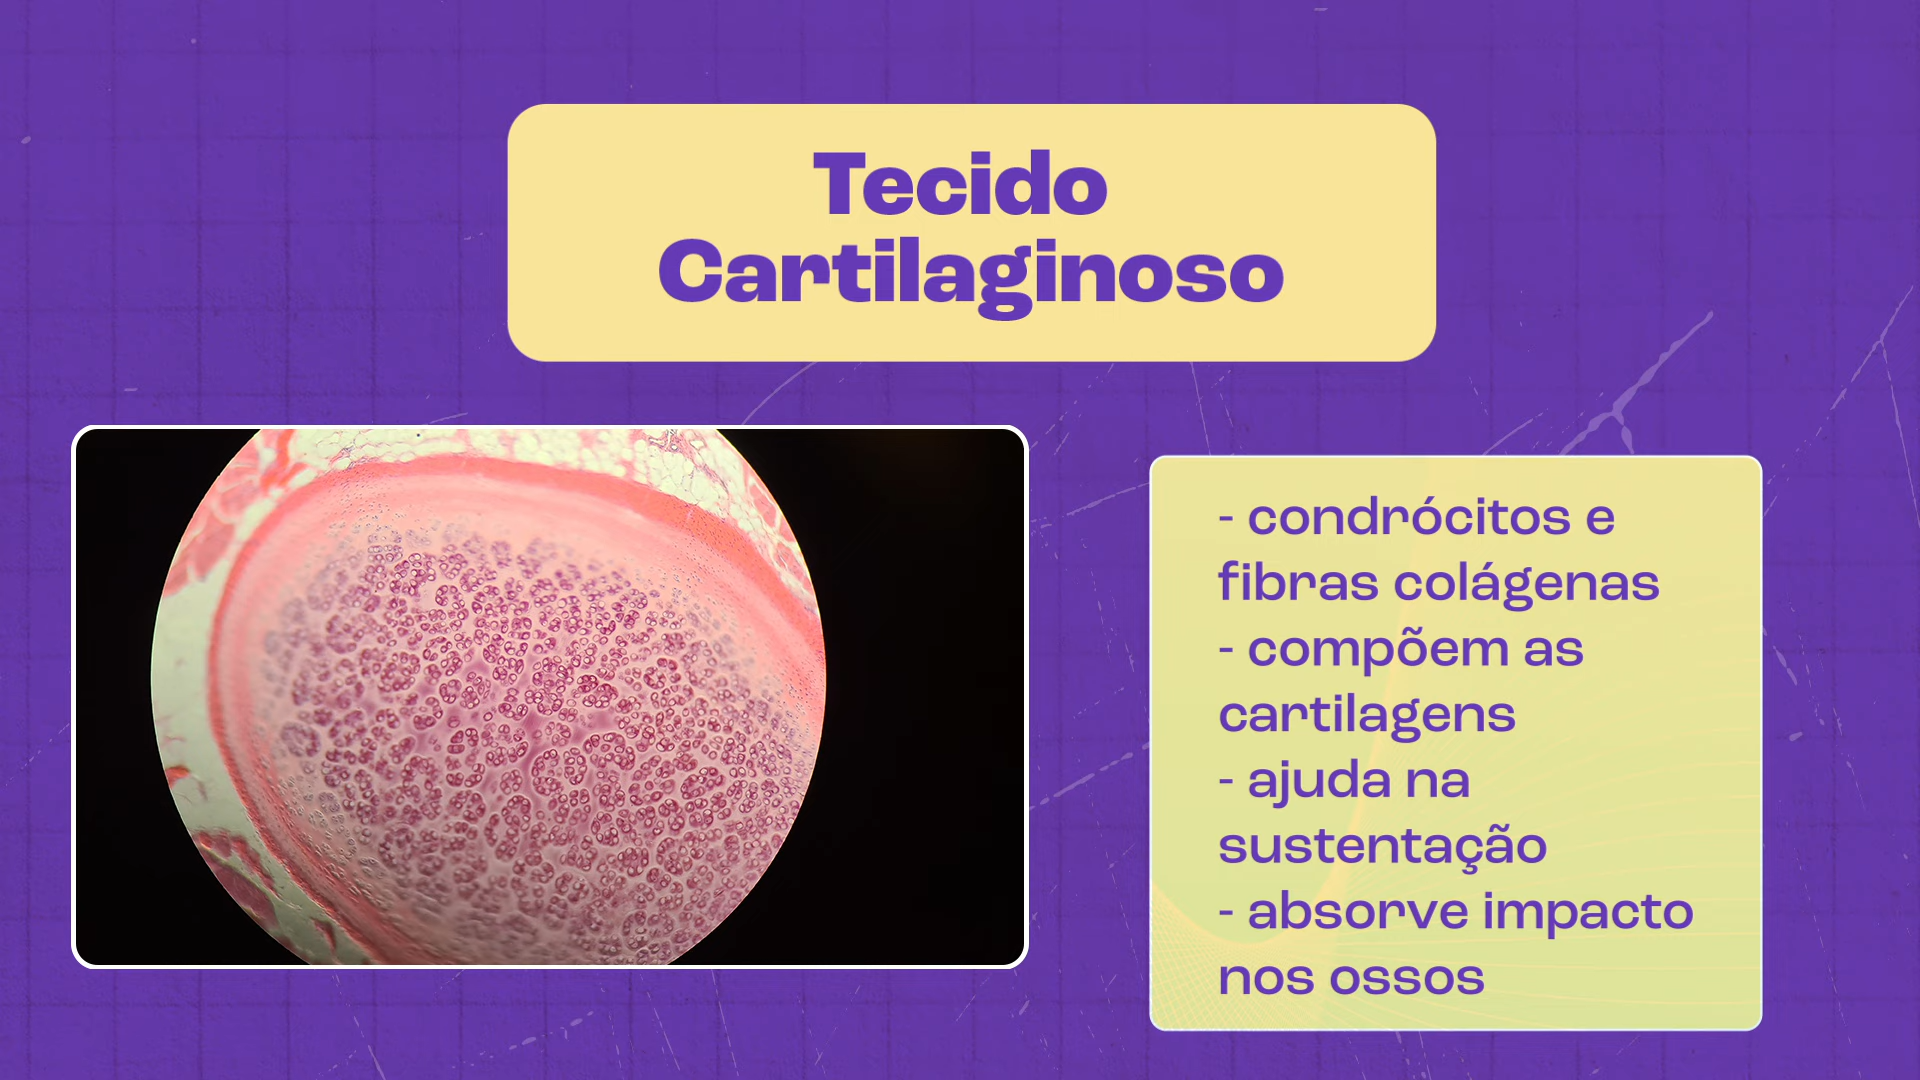 Tecido
Cartilaginoso
- condrócitos e
fibras colágenas
- compõem as
cartilagens
- ajuda na
sustentação
- absorve impacto
nos ossos